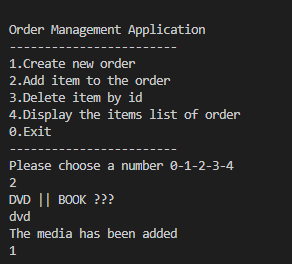 Order Management Application
------------------------
1.Create new order
2.Add item to the order
3.Delete item by id
4.Display the items list of order
0.Exit
------------------------
Please choose a number 0-1-2-3-4
2
DVD || BOOK ???
dvd
The media has been added
1